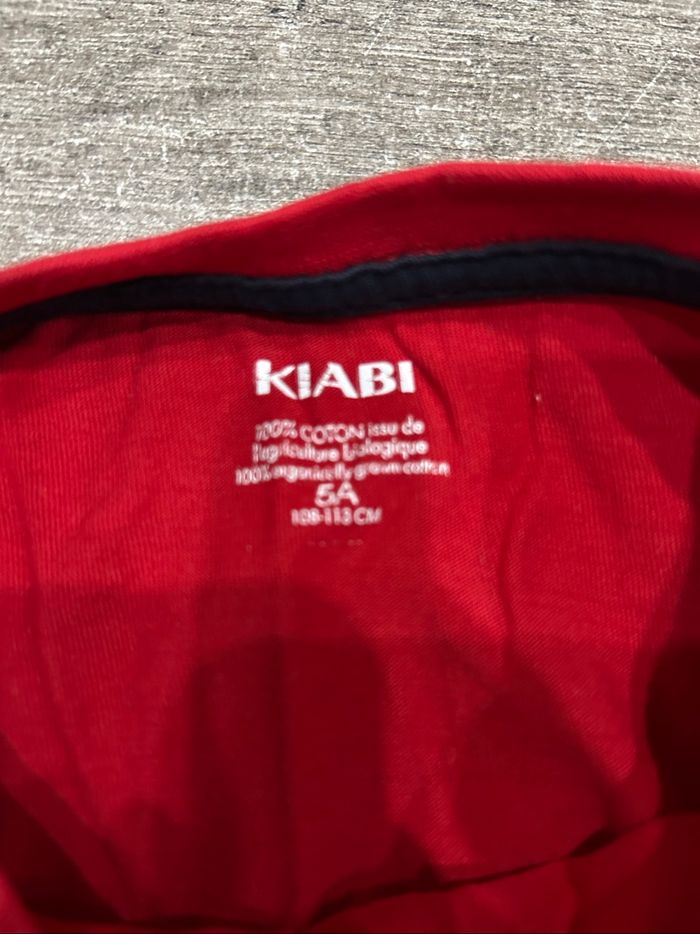 KIABI
100% COTON issu de
l'agriculture biologique
100% organically grown cotton
5A
108-113 CM